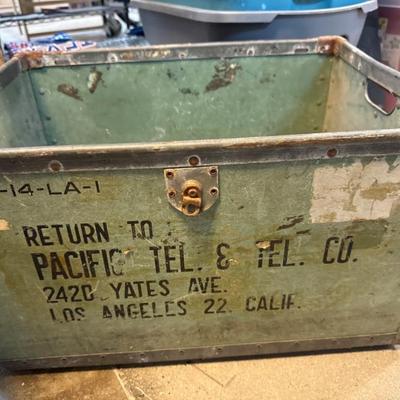 -14-LA-1
RETURN TO :
PACIFIC TEL. & TEL. CO.
2420 YATES AVE.
LOS ANGELES 22 CALIF.